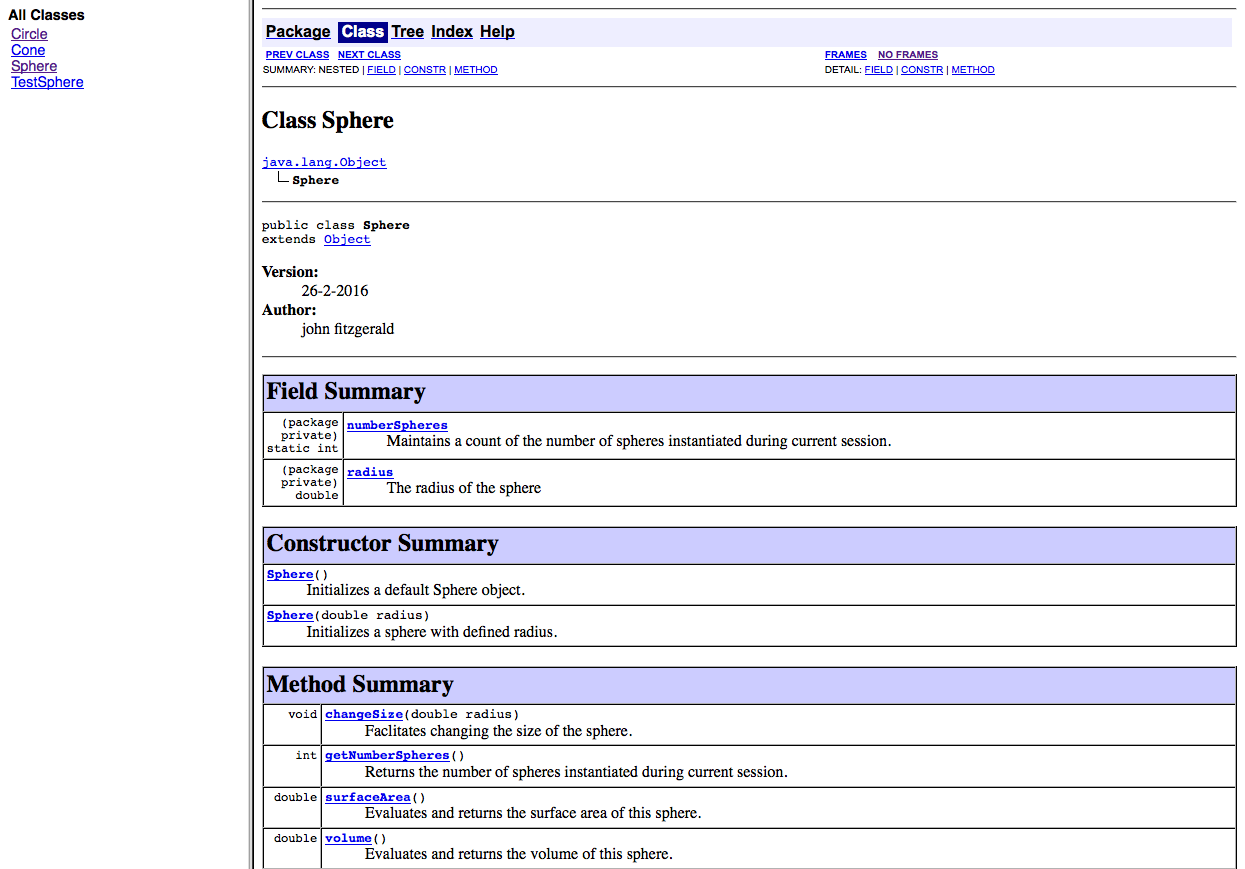 All Classes
Circle
Cone
Sphere
TestSphere
Package Class Tree Index Help
PREV CLASS NEXT CLASS FRAMES NO FRAMES
SUMMARY: NESTED | FIELD | CONSTR | METHOD DETAIL: FIELD | CONSTR | METHOD
Class Sphere
java.lang.Object
Sphere
public class Sphere
extends Object
Version:
26-2-2016
Author:
john fitzgerald
Field Summary
(package
private)
static int
numberSpheres
Maintains a count of the number of spheres instantiated during current session.
(package
private)
double
radius
The radius of the sphere
Constructor Summary
Sphere()
Initializes a default Sphere object.
Sphere(double radius)
Initializes a sphere with defined radius.
Method Summary
void changeSize(double radius)
Faclitates changing the size of the sphere.
int getNumberSpheres()
Returns the number of spheres instantiated during current session.
double surfaceArea()
Evaluates and returns the surface area of this sphere.
double volume()
Evaluates and returns the volume of this sphere.